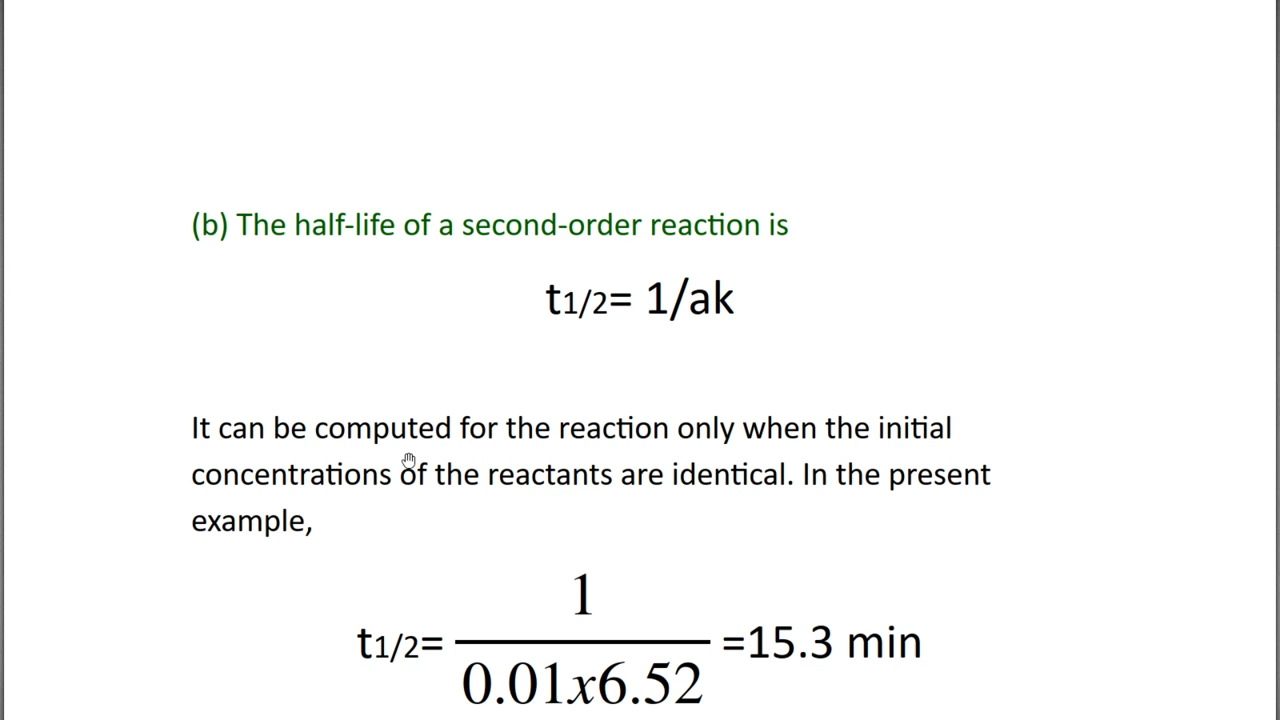 (b) The half-life of a second-order reaction is
t1/2= 1/ak
It can be computed for the reaction only when the initial
concentrations of the reactants are identical. In the present
example,
1
t1/2= =15.3 min
0.01x6.52